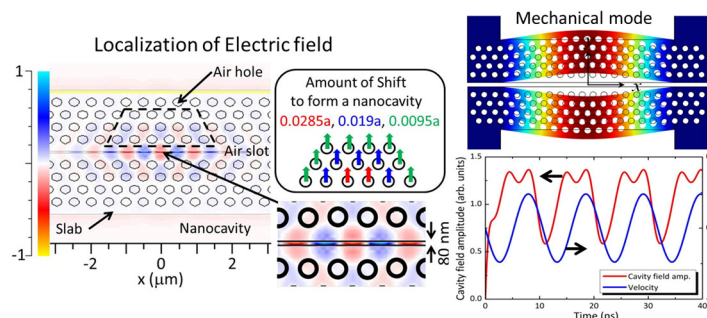 Localization of Electric field
1
Air hole
Air slot
Slab
Nanocavity
-1
-2
0
2
x (μm)
Amount of Shift
to form a nanocavity
0.0285a, 0.019a, 0.0095a
80 nm
Mechanical mode
Cavity field amplitude (arb. units)
1.5
1.0
0.5
0.0
Cavity field amp.
Velocity
0
10
20
30
40
Time (ns)